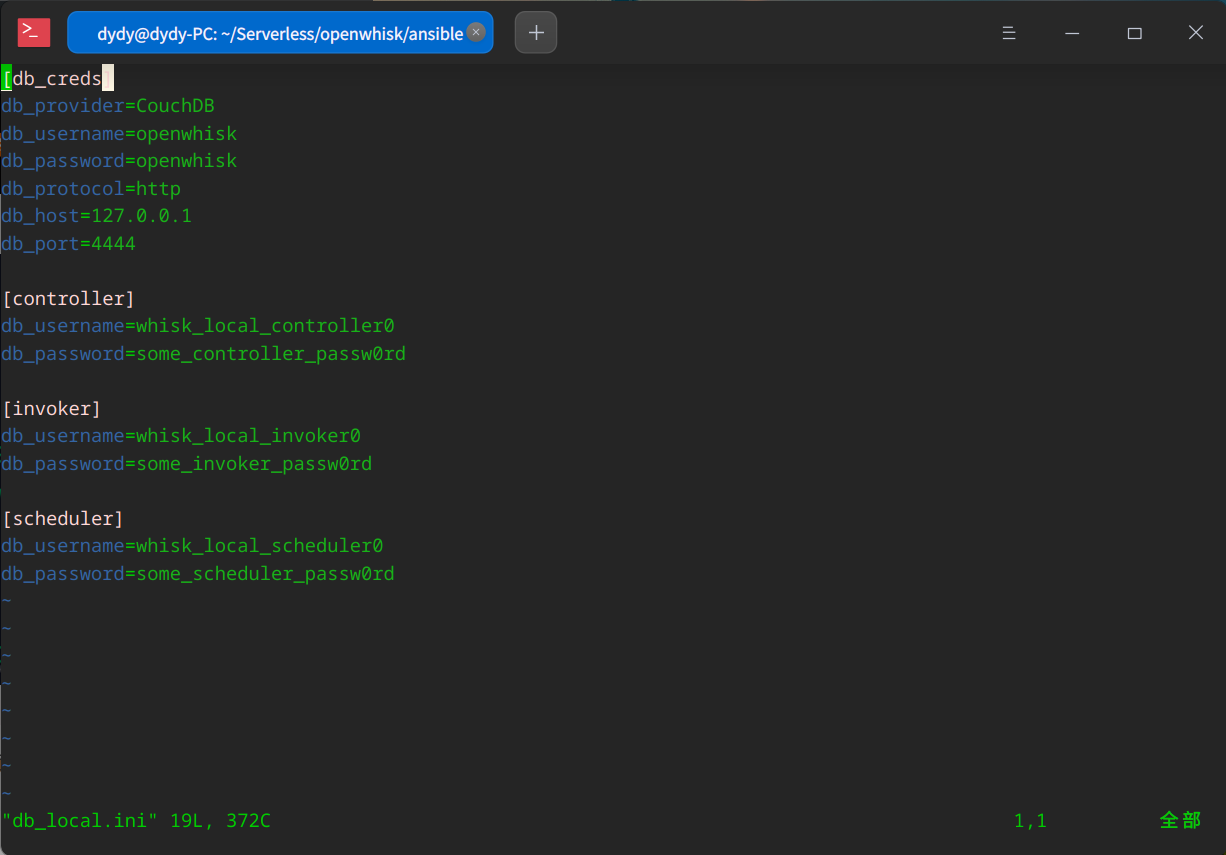 dydy@dydy-PC: ~/Serverless/openwhisk/ansible
[db_creds]
db_provider=CouchDB
db_username=openwhisk
db_password=openwhisk
db_protocol=http
db_host=127.0.0.1
db_port=4444
[controller]
db_username=whisk_local_controller0
db_password=some_controller_passw0rd
[invoker]
db_username=whisk_local_invoker0
db_password=some_invoker_passw0rd
[scheduler]
db_username=whisk_local_scheduler0
db_password=some_scheduler_passw0rd
~
~
~
~
~
~
~
~
"db_local.ini" 19L, 372C 1,1 全部